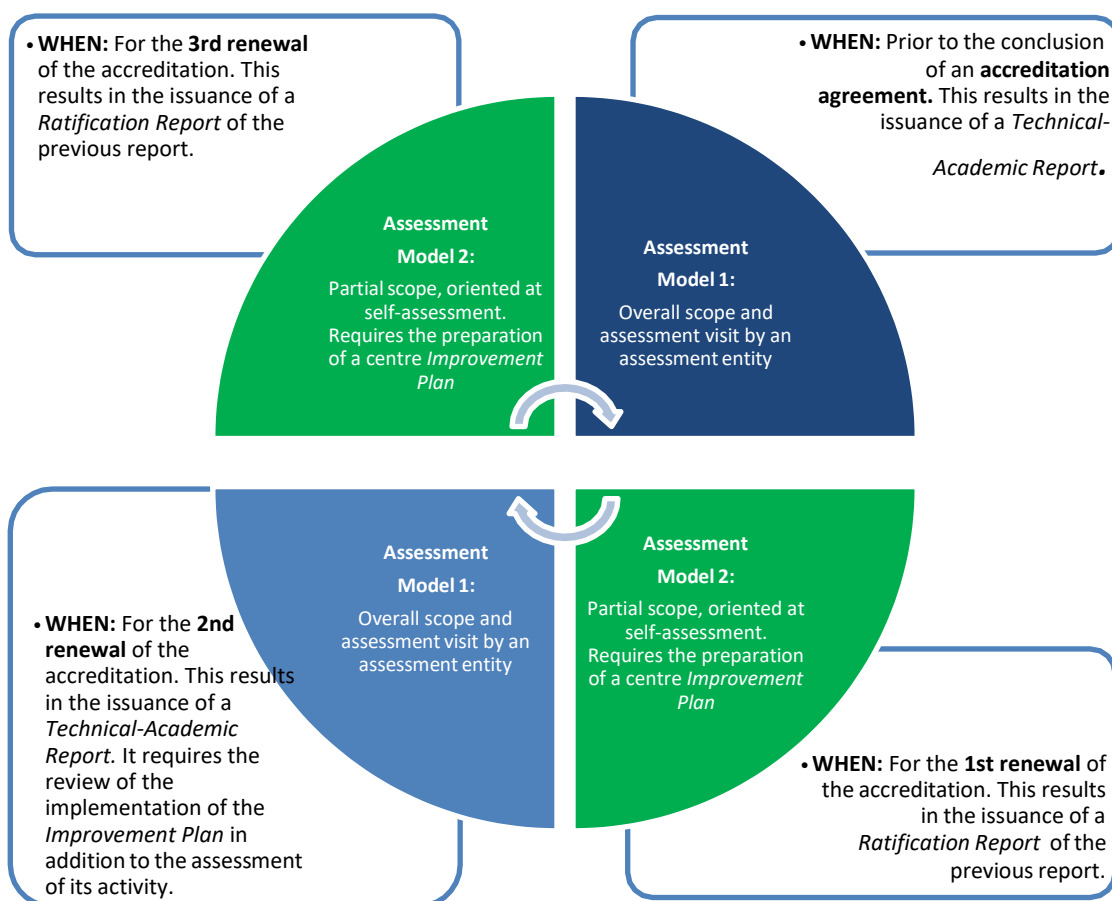 • WHEN: For the 3rd renewal
of the accreditation. This
results in the issuance of a
Ratification Report of the
previous report.
• WHEN: Prior to the conclusion
of an accreditation
agreement. This results in the
issuance of a Technical-
Academic Report.
Assessment
Model 2:
Partial scope, oriented at
self-assessment.
Requires the preparation
of a centre Improvement
Plan
Assessment
Model 1:
Overall scope and
assessment visit by an
assessment entity
Assessment
Model 1:
Overall scope and
assessment visit by an
assessment entity
Assessment
Model 2:
Partial scope, oriented at
self-assessment.
Requires the preparation
of a centre Improvement
Plan
• WHEN: For the 2nd
renewal of the
accreditation. This results
in the issuance of a
Technical-Academic
Report. It requires the
review of the
implementation of the
Improvement Plan in
addition to the assessment
of its activity.
• WHEN: For the 1st renewal of
the accreditation. This results
in the issuance of a
Ratification Report of the
previous report.